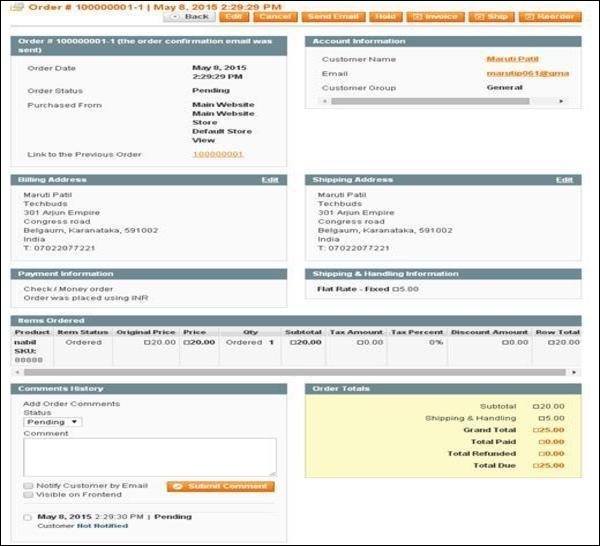 Order # 100000001-1 | May 8, 2015 2:29:29 PM
Back Edit Cancel Send Email Hold Invoice Ship Reorder
Order # 100000001-1 (the order confirmation email was sent)
Order Date May 8, 2015 2:29:29 PM
Order Status Pending
Purchased From Main Website
Main Website Store
Default Store View
Link to the Previous Order 100000001
Account Information
Customer Name Maruti Patil
Email marutip061@gma
Customer Group General
Billing Address Edit
Maruti Patil
Techbuds
301 Arjun Empire
Congress road
Belgaum, Karanataka, 591002
India
T: 07022077221
Shipping Address Edit
Maruti Patil
Techbuds
301 Arjun Empire
Congress road
Belgaum, Karanataka, 591002
India
T: 07022077221
Payment Information
Check / Money order
Order was placed using INR
Shipping & Handling Information
Flat Rate - Fixed □5.00
Items Ordered
Product Item Status Original Price Price Qty Subtotal Tax Amount Tax Percent Discount Amount Row Total
nabil Ordered □20.00 □20.00 Ordered 1 □20.00 □0.00 0% □0.00 □20.00
SKU:
00000
Comments History
Add Order Comments
Status
Pending
Comment
Notify Customer by Email
Visible on Frontend
Submit Comment
May 8, 2015 2:29:30 PM | Pending
Customer Not Notified
Order Totals
Subtotal □20.00
Shipping & Handling □5.00
Grand Total □25.00
Total Paid □0.00
Total Refunded □0.00
Total Due □25.00